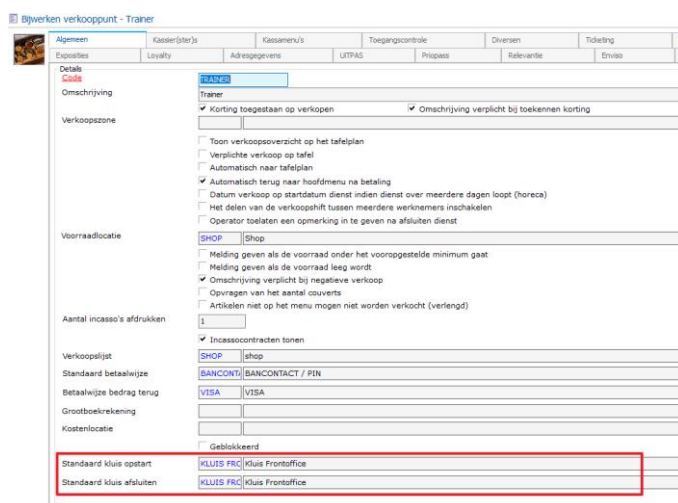 Bijwerken verkooppunt - Trainer
Algemeen Kassier(ster)s Kassamenu's Toegangscontrole Diversen Ticketing
Exposities Loyalty Adresgegevens UiTPAS Priopass Relevantie Enviso
Details
Code TRAINER
Omschrijving Trainer
Korting toegestaan op verkopen Omschrijving verplicht bij toekennen korting
Verkoopszone
Toon verkoopsoverzicht op het tafelplan
Verplichte verkoop op tafel
Automatisch naar tafelplan
Automatisch terug naar hoofdmenu na betaling
Datum verkoop op startdatum dienst indien dienst over meerdere dagen loopt (horeca)
Het delen van de verkoopshift tussen meerdere werknemers inschakelen
Operator toelaten een opmerking in te geven na afsluiten dienst
Voorraadlocatie SHOP Shop
Melding geven als de voorraad onder het vooropgestelde minimum gaat
Melding geven als de voorraad leeg wordt
Omschrijving verplicht bij negatieve verkoop
Opvragen van het aantal couverts
Artikelen niet op het menu mogen niet worden verkocht (verlengd)
Aantal incasso's afdrukken 1
Incassocontracten tonen
Verkoopslijst SHOP shop
Standaard betaalwijze BANCONT BANCONTACT / PIN
Betaalwijze bedrag terug VISA VISA
Grootboekrekening
Kostenlocatie
Geblokkeerd
Standaard kluis opstart KLUIS FRO Kluis Frontoffice
Standaard kluis afsluiten KLUIS FRO Kluis Frontoffice